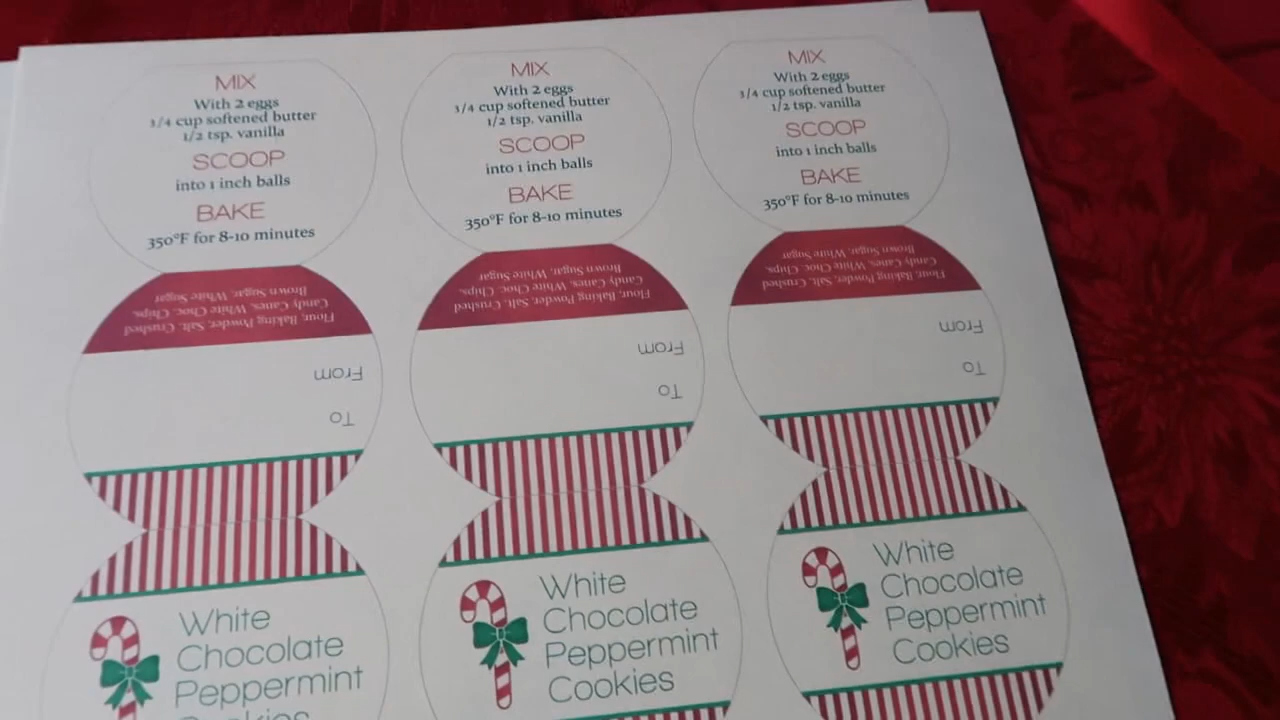 MIX
With 2 eggs
3/4 cup softened butter
1/2 tsp. vanilla
SCOOP
into 1 inch balls
BAKE
350°F for 8-10 minutes
Flour, Baking Powder, Salt, Crushed
Candy Canes, White Choc. Chips,
Brown Sugar, White Sugar
To
From
White
Chocolate
Peppermint
Cookies
MIX
With 2 eggs
3/4 cup softened butter
1/2 tsp. vanilla
SCOOP
into 1 inch balls
BAKE
350°F for 8-10 minutes
Flour, Baking Powder, Salt, Crushed
Candy Canes, White Choc. Chips,
Brown Sugar, White Sugar
To
From
White
Chocolate
Peppermint
Cookies
MIX
With 2 eggs
3/4 cup softened butter
1/2 tsp. vanilla
SCOOP
into 1 inch balls
BAKE
350°F for 8-10 minutes
Flour, Baking Powder, Salt, Crushed
Candy Canes, White Choc. Chips,
Brown Sugar, White Sugar
To
From
White
Chocolate
Peppermint
Cookies